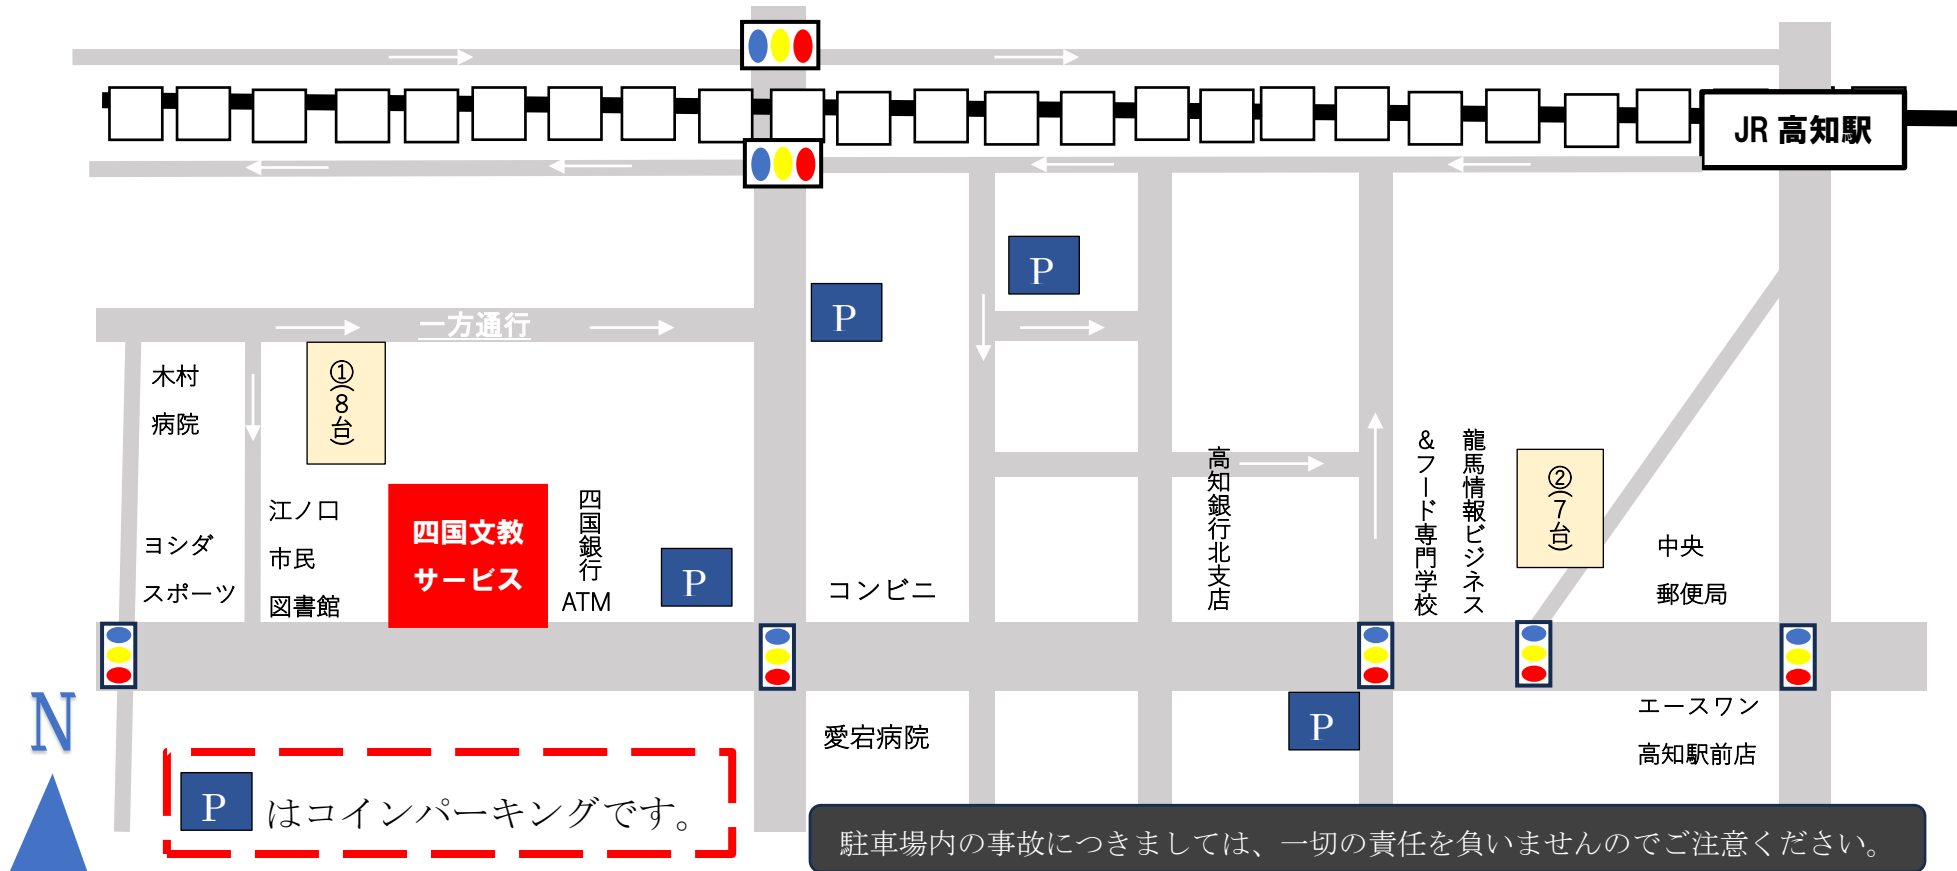 JR 高知駅
P
P
一方通行
木村
病院
①(8台)
高知銀行北支店
&フード専門学校
龍馬情報ビジネス
②(7台)
ヨシダ
スポーツ
江ノ口
市民
図書館
四国文教
サービス
四国銀行
ATM
P
コンビニ
中央
郵便局
N
愛宕病院
P
エースワン
高知駅前店
P はコインパーキングです。
駐車場内の事故につきましては、一切の責任を負いませんのでご注意ください。